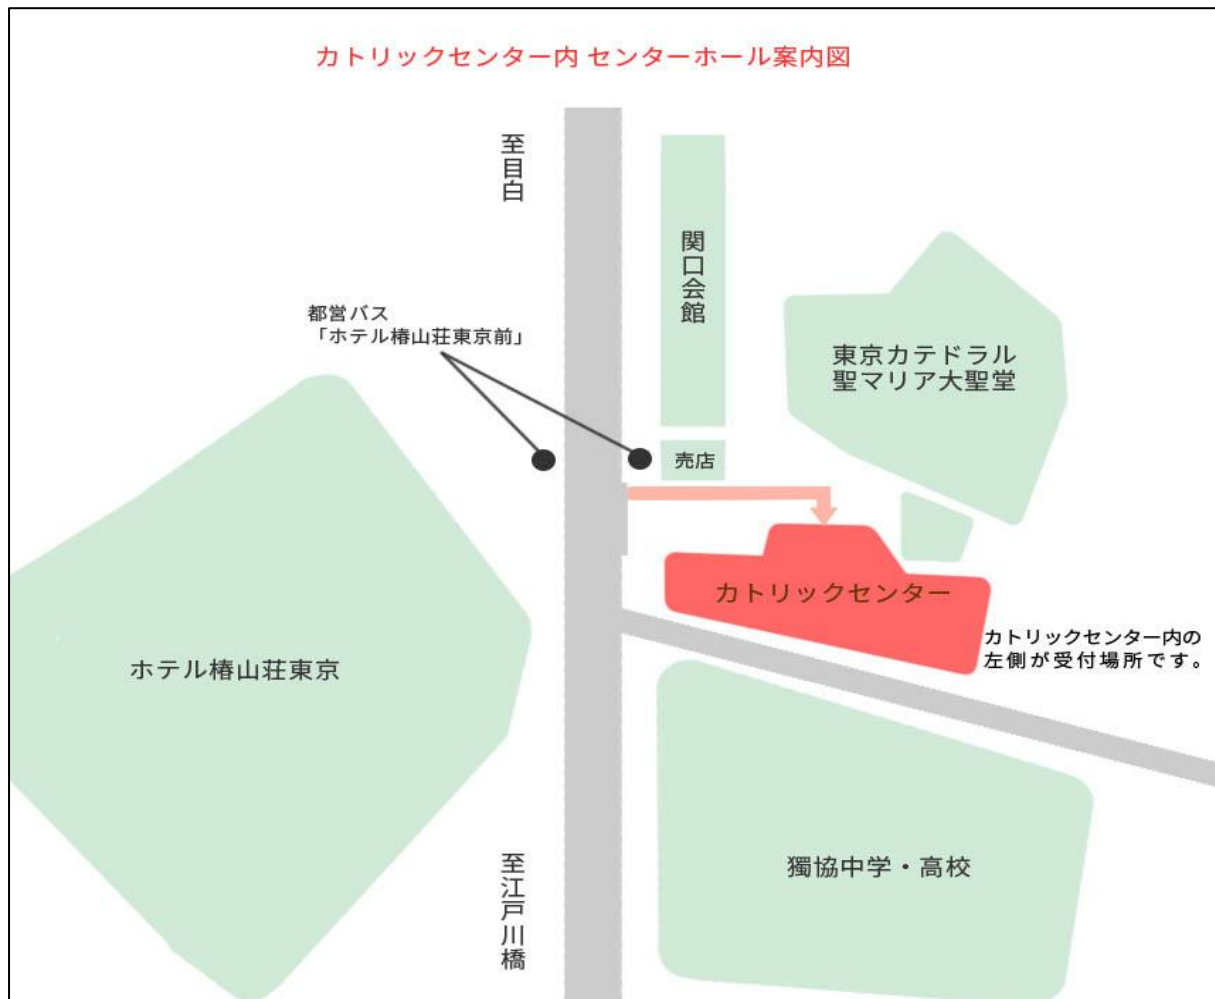 カトリックセンター内 センターホール案内図
至目白
関口会館
都営バス
「ホテル椿山荘東京前」
東京カテドラル
聖マリア大聖堂
売店
カトリックセンター
カトリックセンター内の
左側が受付場所です。
ホテル椿山荘東京
獨協中学・高校
至江戸川橋